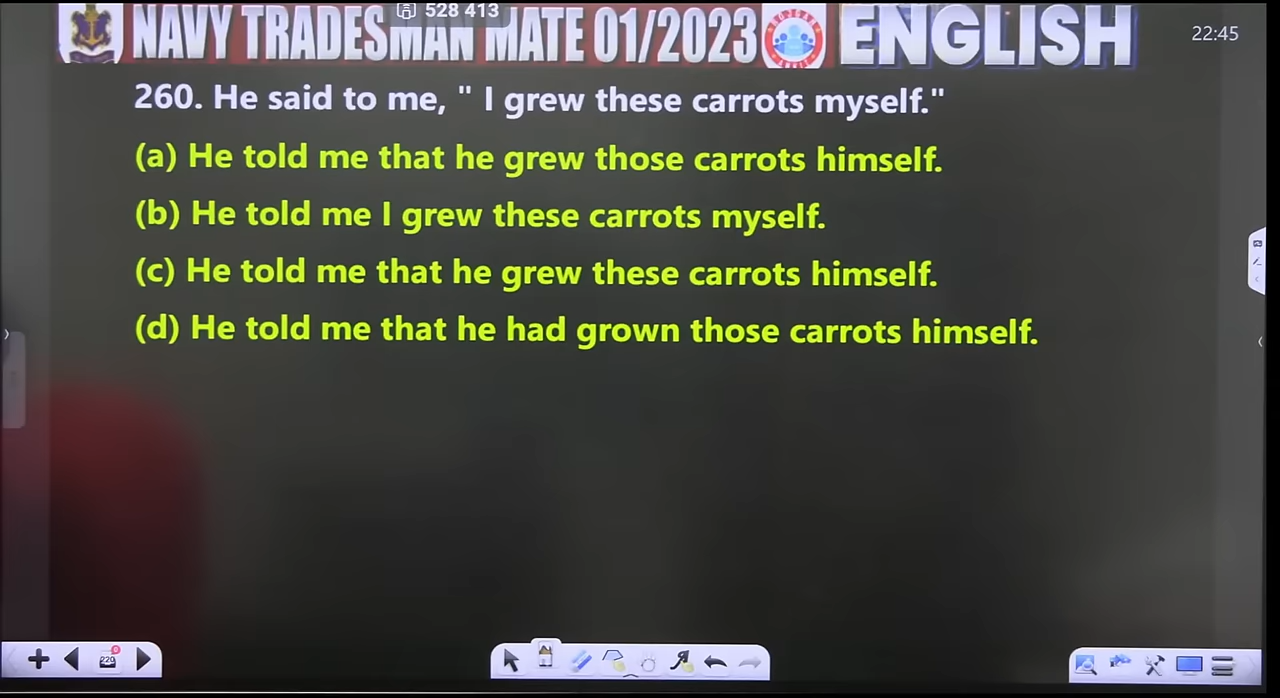 528 413
NAVY TRADESMAN MATE 01/2023 ENGLISH
22:45
260. He said to me, " I grew these carrots myself."
(a) He told me that he grew those carrots himself.
(b) He told me I grew these carrots myself.
(c) He told me that he grew these carrots himself.
(d) He told me that he had grown those carrots himself.
220